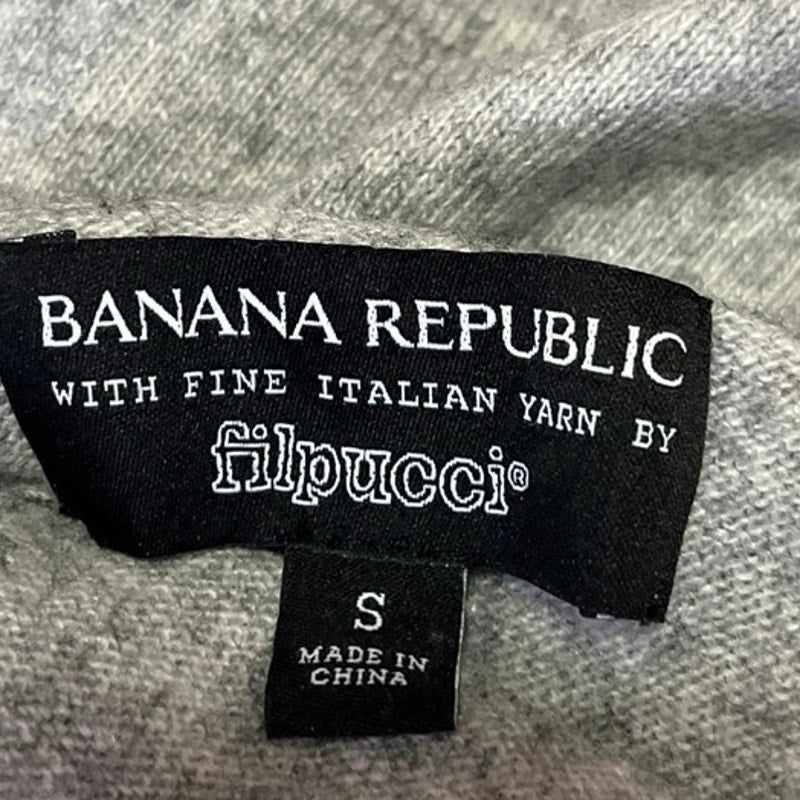 BANANA REPUBLIC
WITH FINE ITALIAN YARN BY
filpucci®
S
MADE IN
CHINA